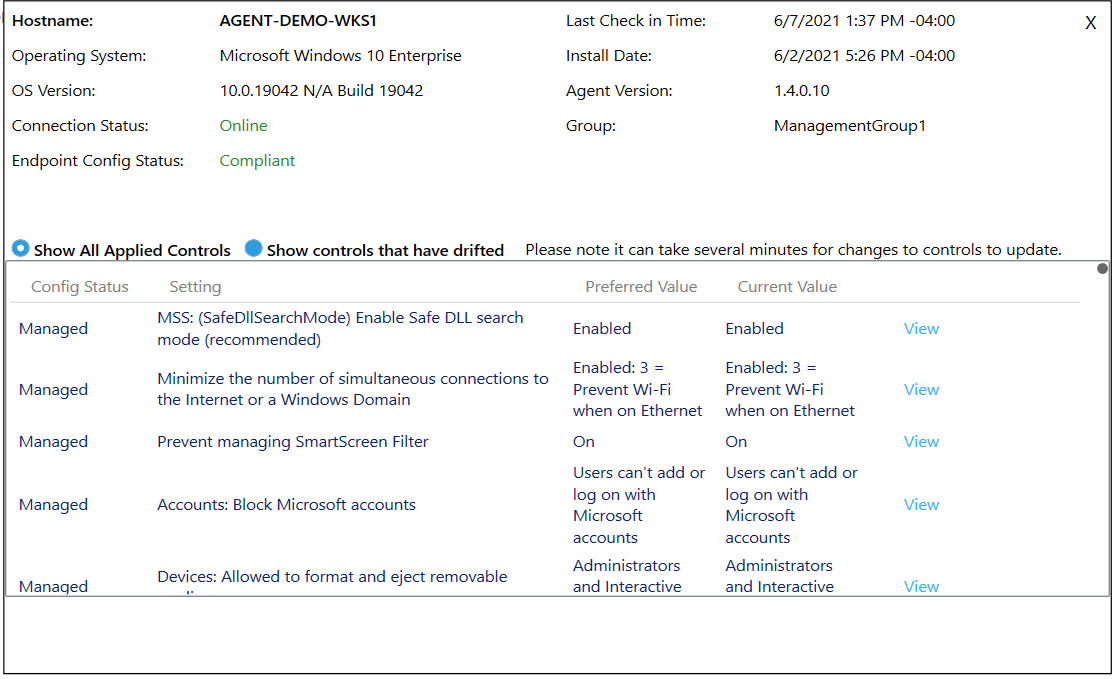 Hostname: AGENT-DEMO-WKS1 Last Check in Time: 6/7/2021 1:37 PM -04:00 X
Operating System: Microsoft Windows 10 Enterprise Install Date: 6/2/2021 5:26 PM -04:00
OS Version: 10.0.19042 N/A Build 19042 Agent Version: 1.4.0.10
Connection Status: Online Group: ManagementGroup1
Endpoint Config Status: Compliant
Show All Applied Controls Show controls that have drifted Please note it can take several minutes for changes to controls to update.
Config Status Setting Preferred Value Current Value
Managed
MSS: (SafeDllSearchMode) Enable Safe DLL search
mode (recommended)
Enabled
Enabled
View
Managed
Minimize the number of simultaneous connections to
the Internet or a Windows Domain
Enabled: 3 =
Prevent Wi-Fi
when on Ethernet
Enabled: 3 =
Prevent Wi-Fi
when on Ethernet
View
Managed
Prevent managing SmartScreen Filter
On
On
View
Managed
Accounts: Block Microsoft accounts
Users can't add or
log on with
Microsoft
accounts
Users can't add or
log on with
Microsoft
accounts
View
Managed
Devices: Allowed to format and eject removable
Administrators
and Interactive
Administrators
and Interactive
View